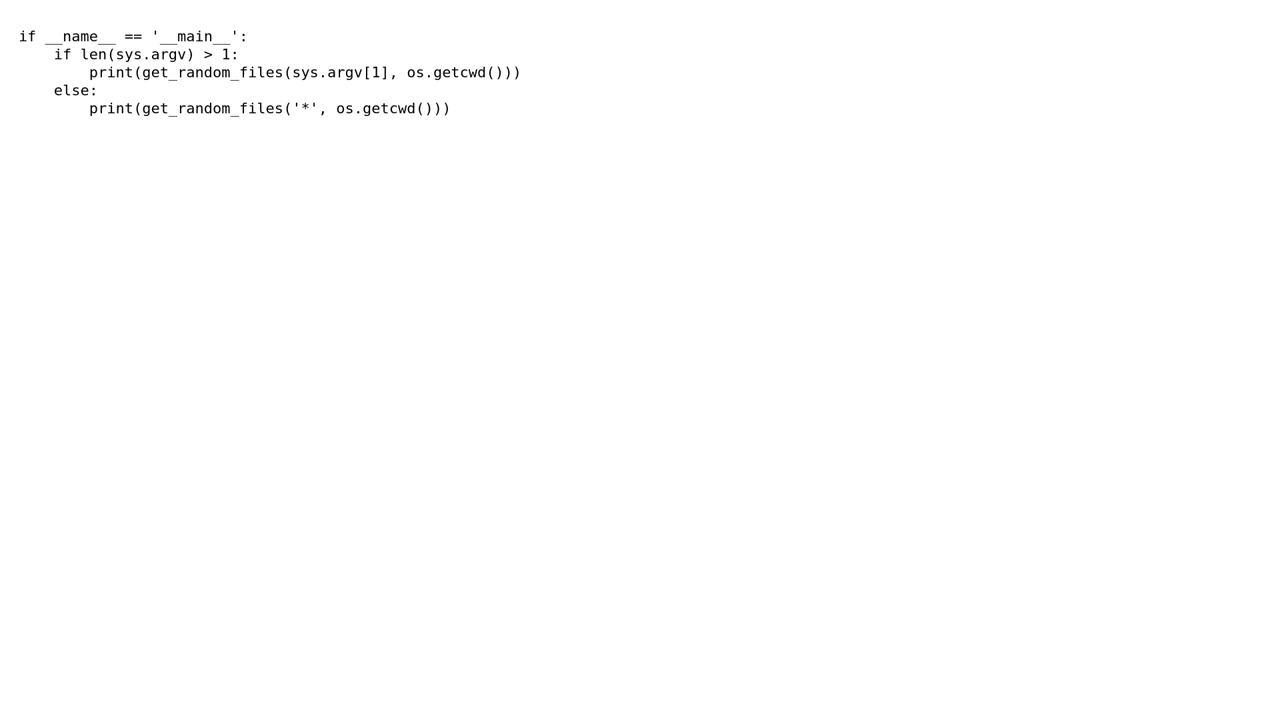 if __name__ == '__main__':
    if len(sys.argv) > 1:
        print(get_random_files(sys.argv[1], os.getcwd()))
    else:
        print(get_random_files('*', os.getcwd()))